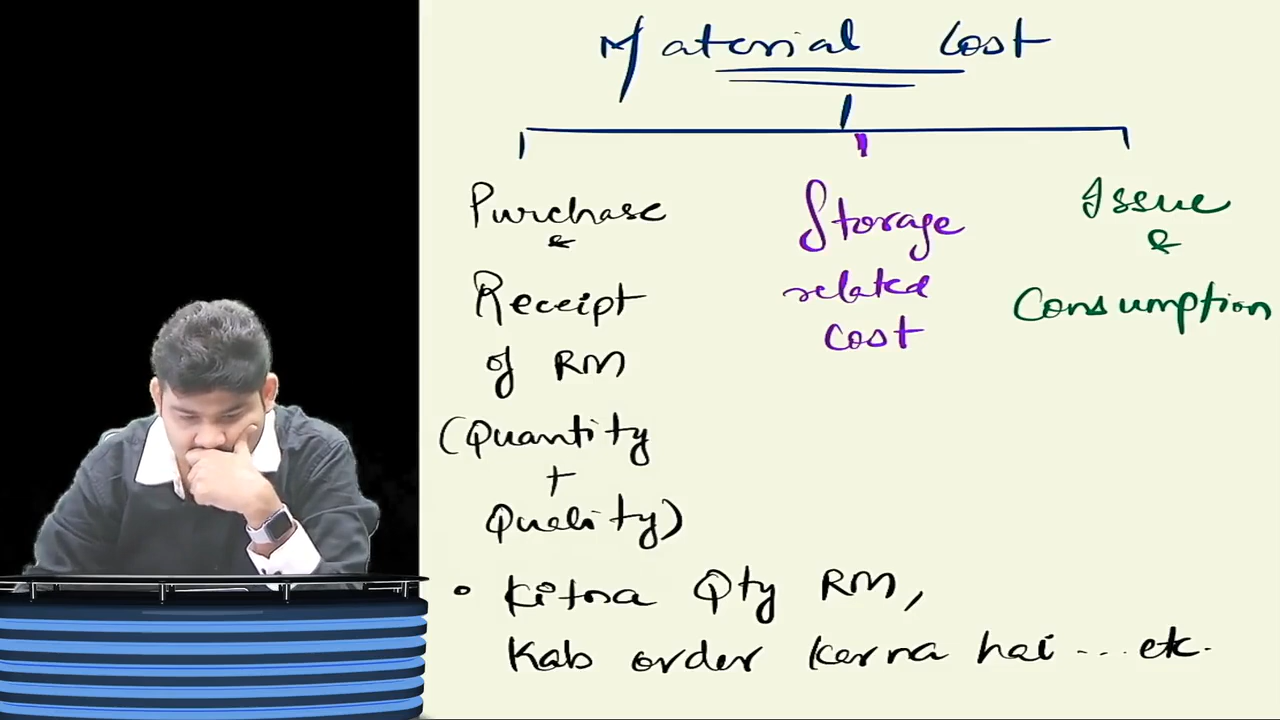 Material Cost
Purchase
&
Receipt
of RM
(Quantity
+
Quality)
Storage
related
cost
Issue
&
Consumption
• Kitna Qty RM,
Kab order karna hai ... etc.